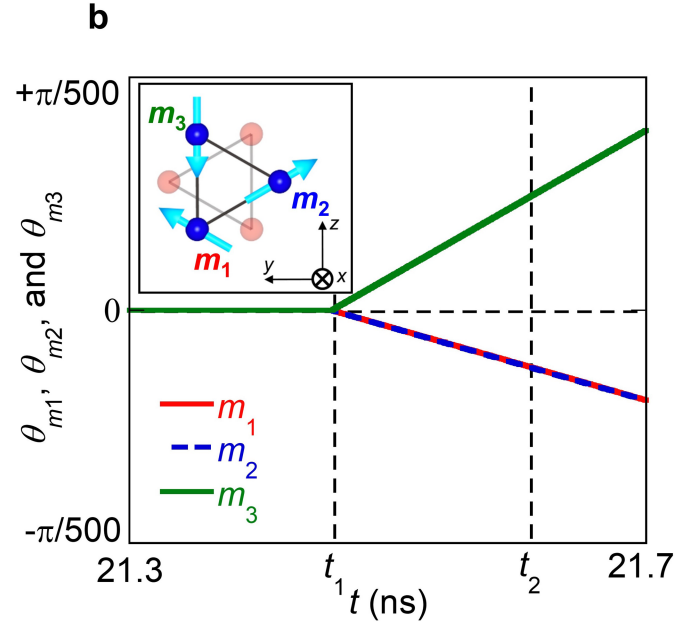 b
+π/500
0
-π/500
θm1, θm2, and θm3
m3
m2
m1
z
y
x
m1
m2
m3
21.3
t1
t2
21.7
t (ns)